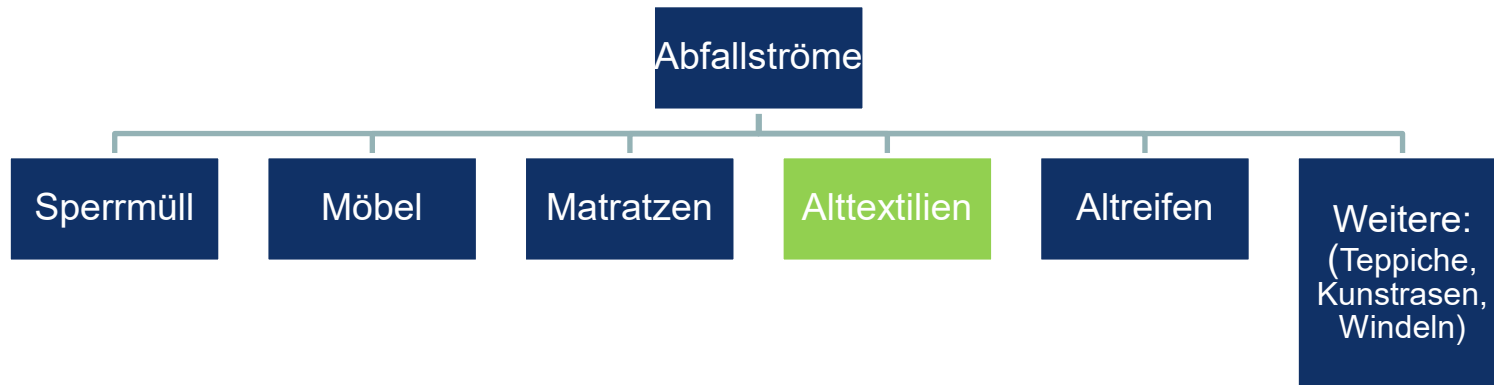 Abfallströme
Sperrmüll
Möbel
Matratzen
Alttextilien
Altreifen
Weitere:
(Teppiche,
Kunstrasen,
Windeln)